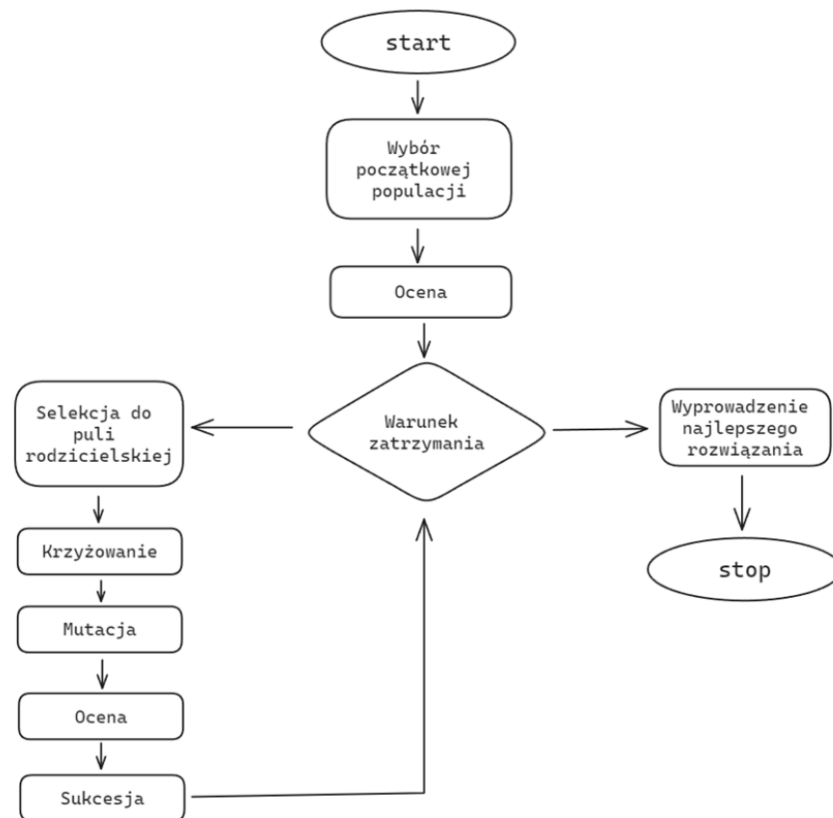 start
Wybór
początkowej
populacji
Ocena
Warunek
zatrzymania
Selekcja do
puli
rodzicielskiej
Krzyżowanie
Mutacja
Ocena
Sukcesja
Wyprowadzenie
najlepszego
rozwiązania
stop